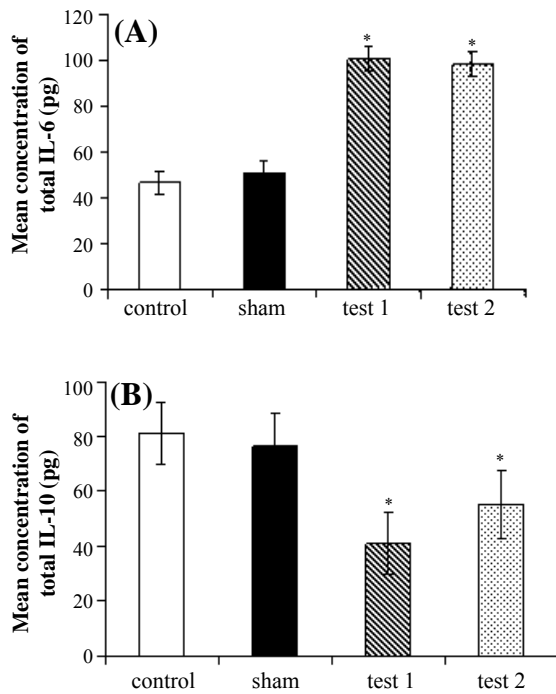 (A)
Mean concentration of
total IL-6 (pg)
120
100
80
60
40
20
0
*
*
control sham test 1 test 2
(B)
Mean concentration of
total IL-10 (pg)
100
80
60
40
20
0
*
*
control sham test 1 test 2